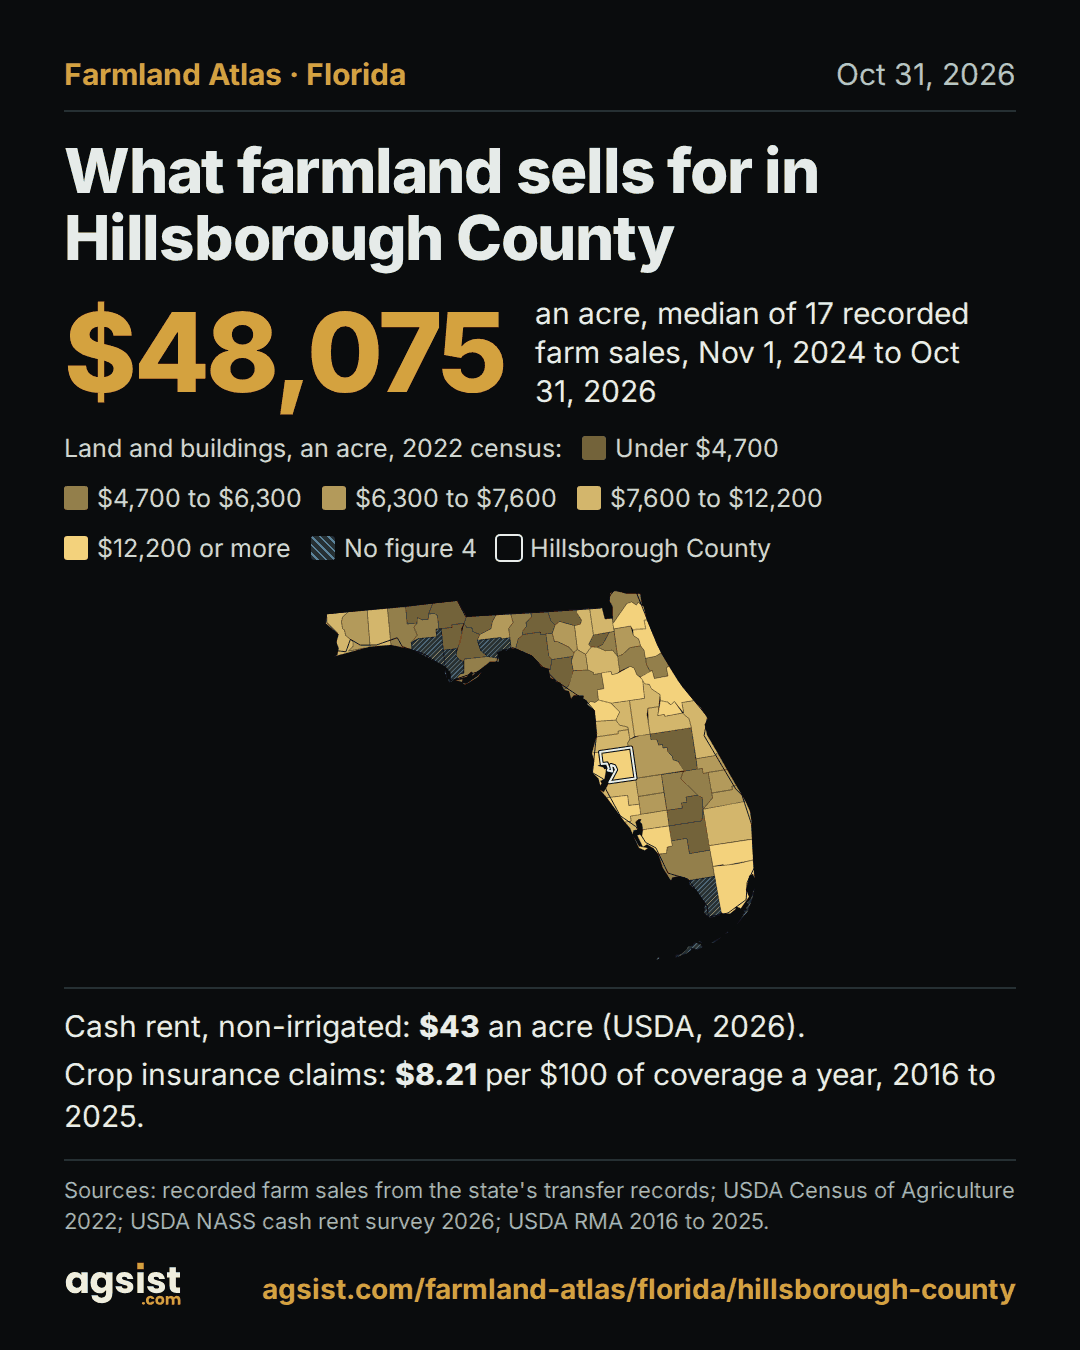 Farmland Atlas · Florida
Oct 31, 2026
What farmland sells for in
Hillsborough County
$48,075
an acre, median of 17 recorded
farm sales, Nov 1, 2024 to Oct
31, 2026
Land and buildings, an acre, 2022 census: Under $4,700
$4,700 to $6,300 $6,300 to $7,600 $7,600 to $12,200
$12,200 or more No figure 4 Hillsborough County
Cash rent, non-irrigated: $43 an acre (USDA, 2026).
Crop insurance claims: $8.21 per $100 of coverage a year, 2016 to
2025.
Sources: recorded farm sales from the state's transfer records; USDA Census of Agriculture
2022; USDA NASS cash rent survey 2026; USDA RMA 2016 to 2025.
agsist
.com
agsist.com/farmland-atlas/florida/hillsborough-county